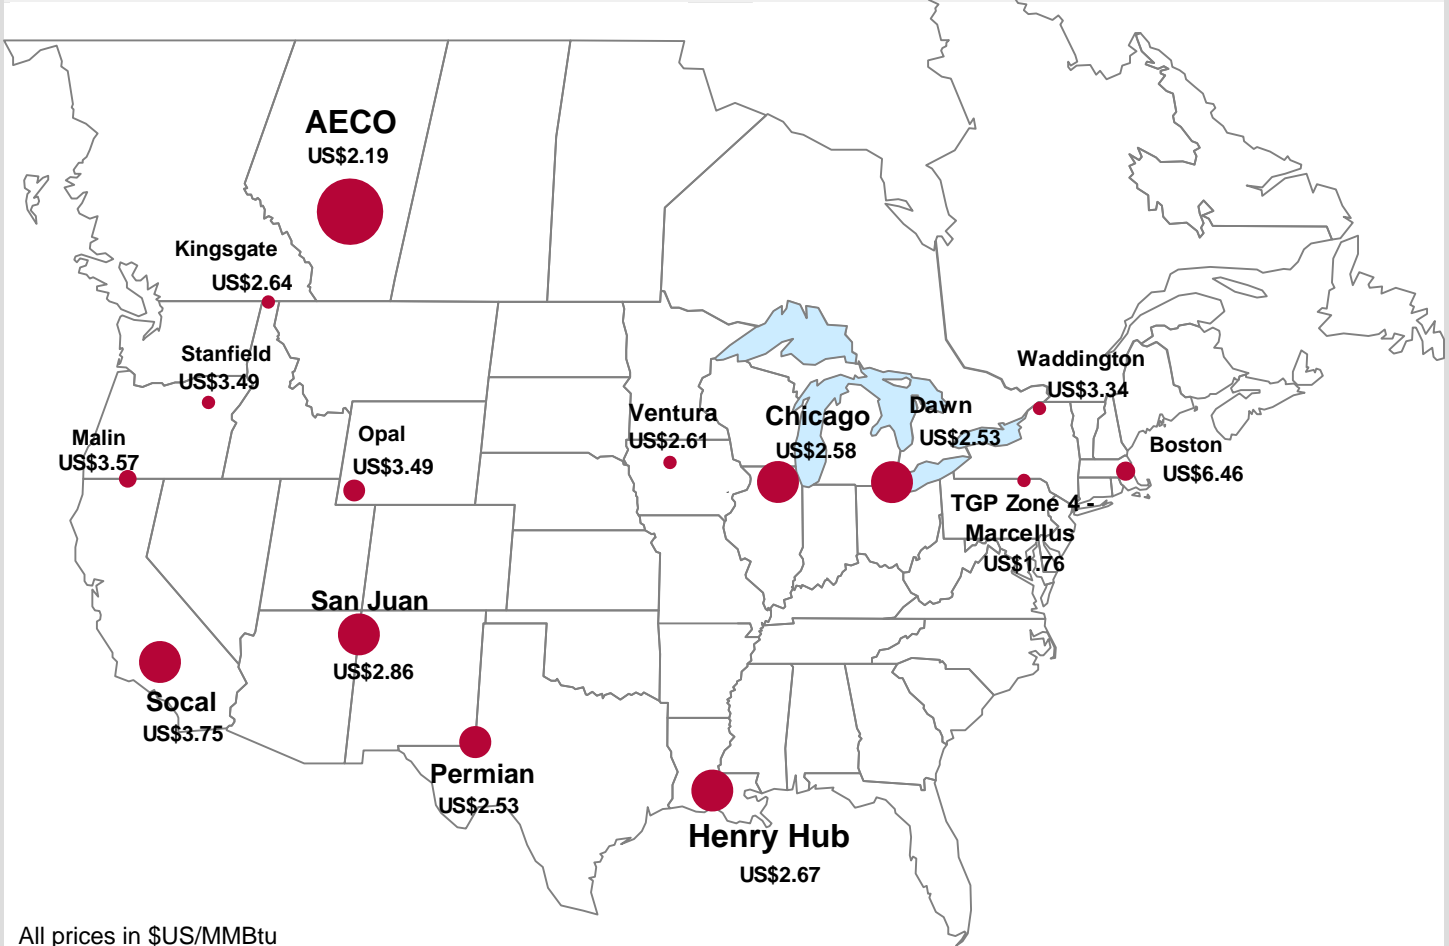 AECO
US$2.19
Kingsgate
US$2.64
Stanfield
US$3.49
Malin
US$3.57
Opal
US$3.49
Ventura
US$2.61
Chicago
US$2.58
Dawn
US$2.53
Waddington
US$3.34
Boston
US$6.46
TGP Zone 4 -
Marcellus
US$1.76
San Juan
US$2.86
Socal
US$3.75
Permian
US$2.53
Henry Hub
US$2.67
All prices in $US/MMBtu